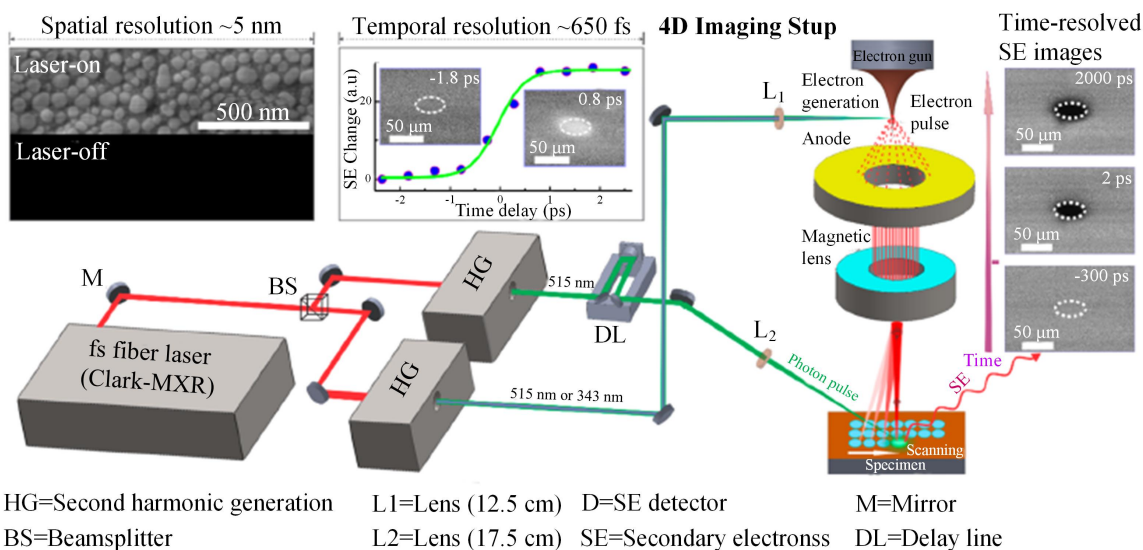 Spatial resolution ~5 nm
Laser-on
500 nm
Laser-off
Temporal resolution ~650 fs
SE Change (a.u)
20
0
-1.8 ps
50 μm
0.8 ps
50 μm
-2
-1
0
1
2
Time delay (ps)
4D Imaging Stup
Electron gun
L1
Electron
generation
Electron
pulse
Anode
Magnetic
lens
Time-resolved
SE images
2000 ps
50 μm
2 ps
50 μm
-300 ps
50 μm
Time
SE
M
BS
HG
515 nm
DL
L2
Photon pulse
fs fiber laser
(Clark-MXR)
HG
515 nm or 343 nm
Scanning
Specimen
HG=Second harmonic generation
L1=Lens (12.5 cm)
D=SE detector
M=Mirror
BS=Beamsplitter
L2=Lens (17.5 cm)
SE=Secondary electronss
DL=Delay line